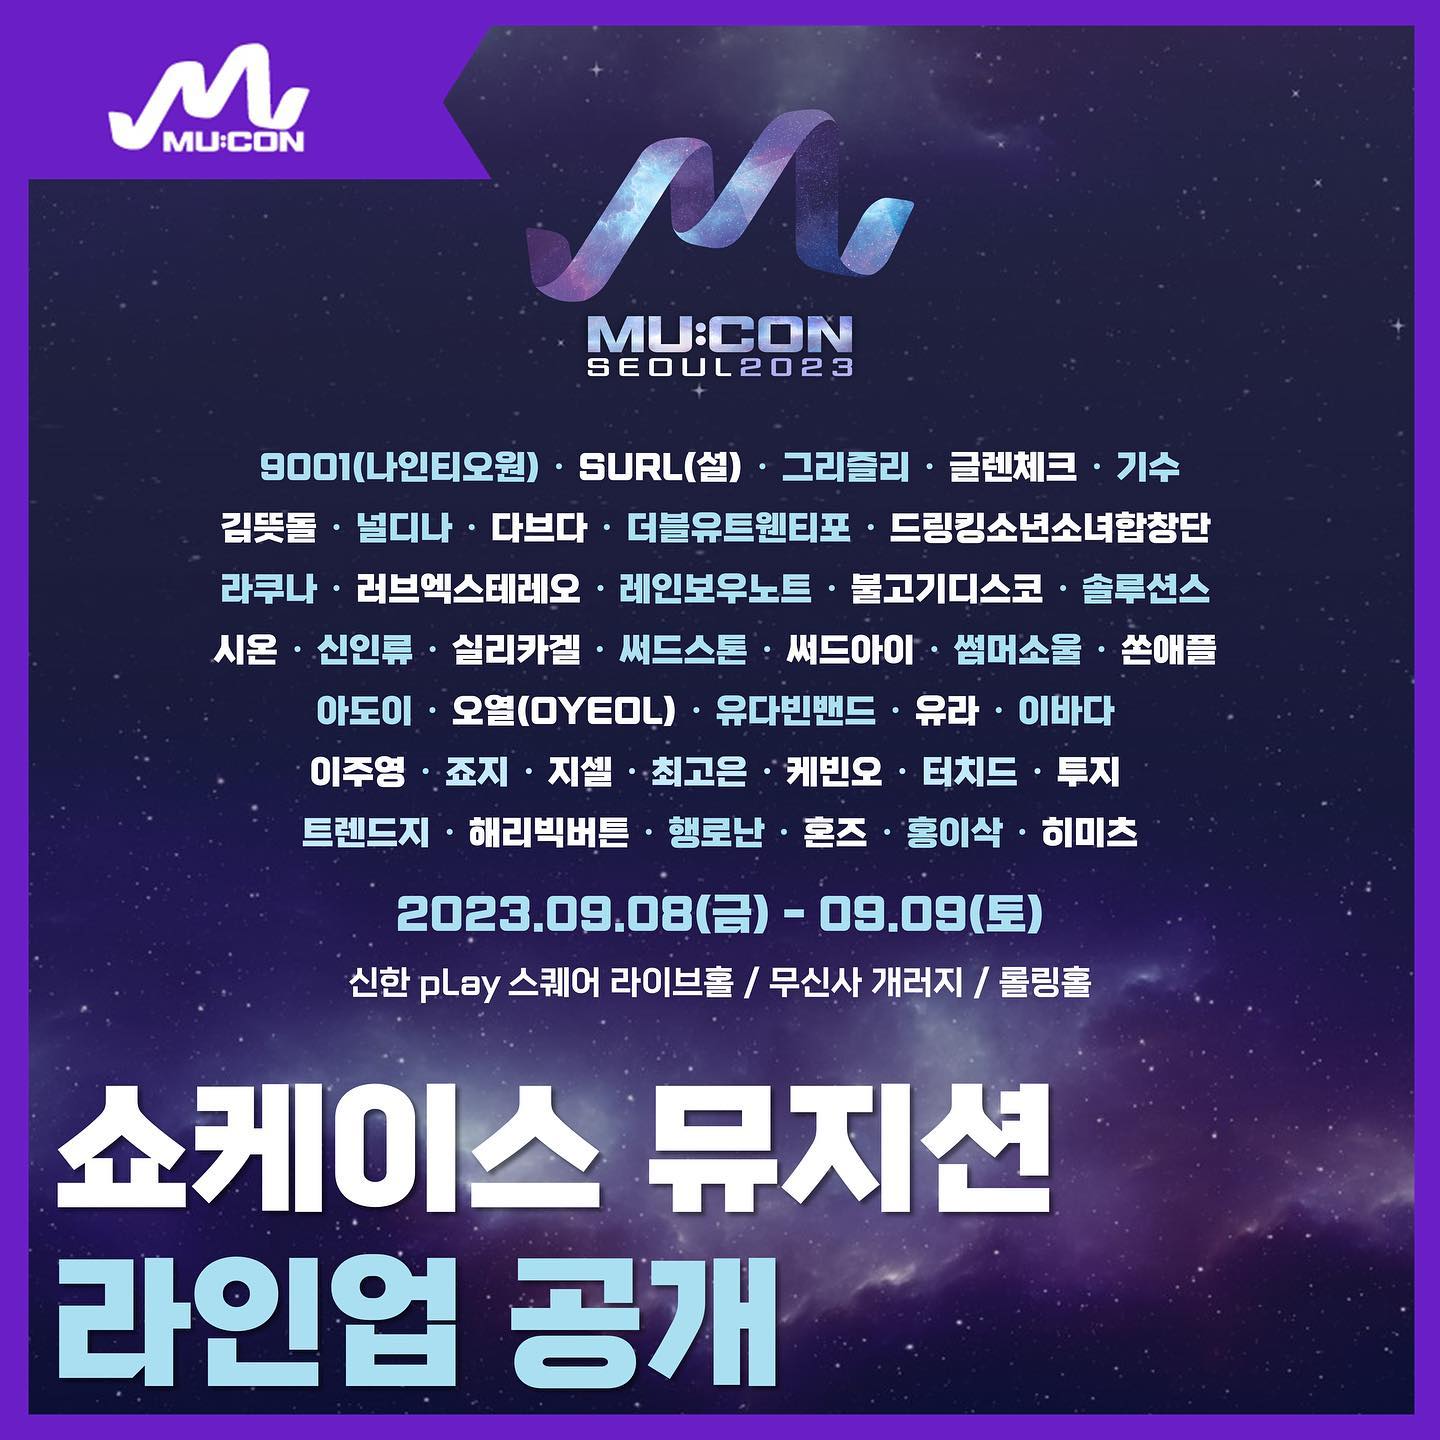 MU:CON
MU:CON
SEOUL2023
9001(나인티오원) · SURL(설) · 그리즐리 · 글렌체크 · 기수
김뜻돌 · 널디나 · 다브다 · 더블유트웬티포 · 드링킹소년소녀합창단
라쿠나 · 러브엑스테레오 · 레인보우노트 · 불고기디스코 · 솔루션스
시온 · 신인류 · 실리카겔 · 써드스톤 · 써드아이 · 썸머소울 · 쏜애플
아도이 · 오열(OYEOL) · 유다빈밴드 · 유라 · 이바다
이주영 · 죠지 · 지셀 · 최고은 · 케빈오 · 터치드 · 투지
트렌드지 · 해리빅버튼 · 행로난 · 혼즈 · 홍이삭 · 히미츠
2023.09.08(금) - 09.09(토)
신한 pLay 스퀘어 라이브홀 / 무신사 개러지 / 롤링홀
쇼케이스 뮤지션
라인업 공개